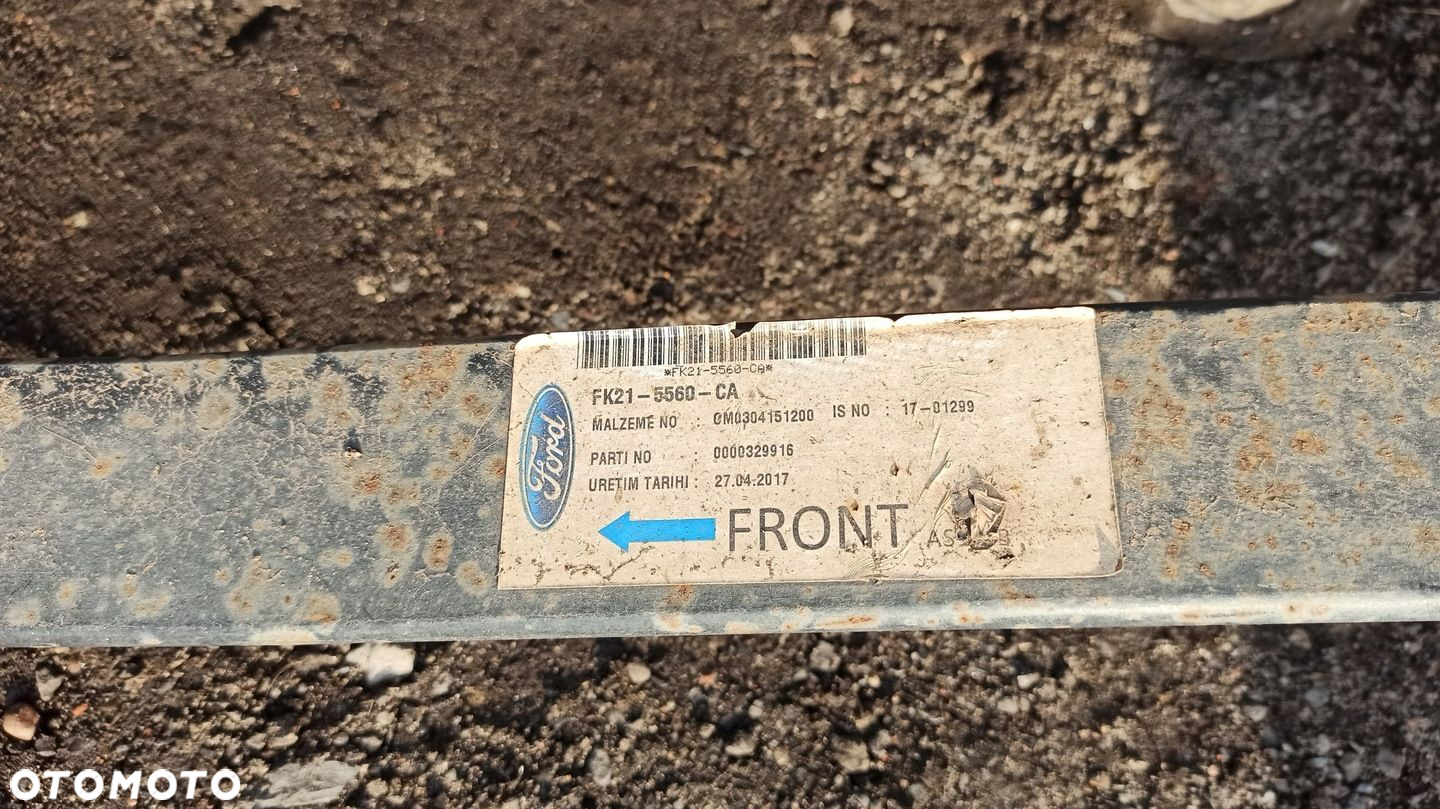 *FK21-5560-CA*
FK21-5560-CA
MALZEME NO : 0M0304151200 IS NO : 17-01299
Ford
PARTI NO : 0000329916
URETIM TARIHI : 27.04.2017
FRONT
OTOMOTO